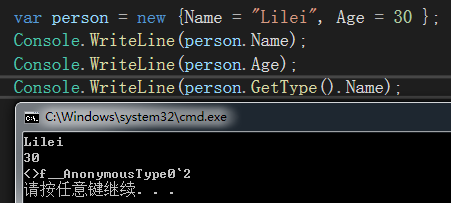 var person = new {Name = "Lilei", Age = 30 };
Console.WriteLine(person.Name);
Console.WriteLine(person.Age);
Console.WriteLine(person.GetType().Name);
C:\Windows\system32\cmd.exe
Lilei
30
<>f__AnonymousType0`2
请按任意键继续. . .